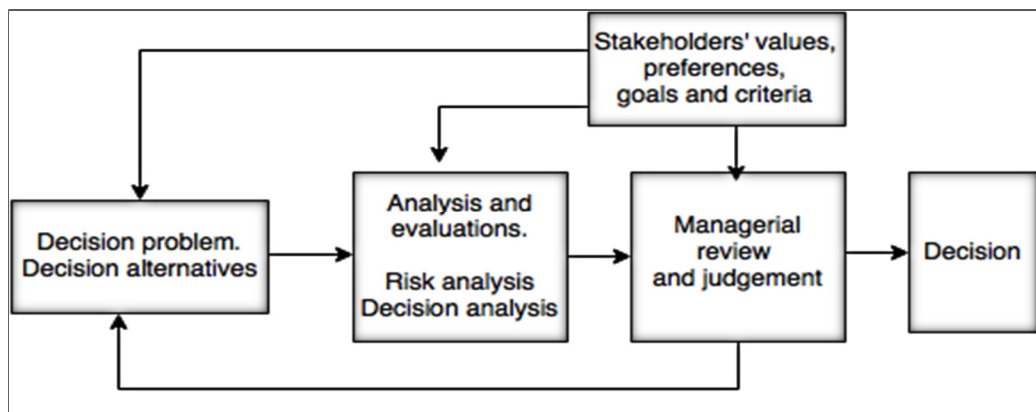 Stakeholders' values,
preferences,
goals and criteria
Decision problem.
Decision alternatives
Analysis and
evaluations.
Risk analysis
Decision analysis
Managerial
review
and judgement
Decision